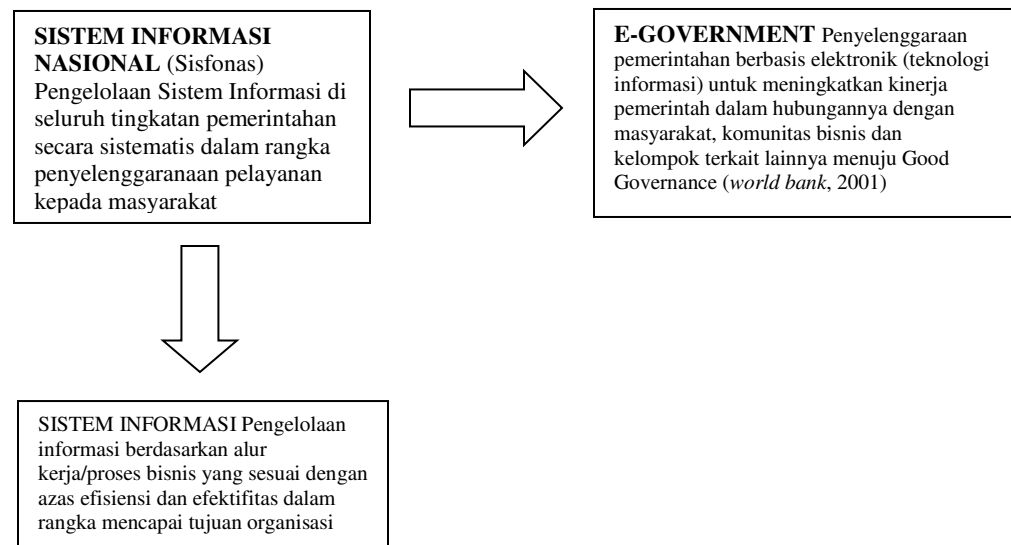 SISTEM INFORMASI
NASIONAL (Sisfonas)
Pengelolaan Sistem Informasi di
seluruh tingkatan pemerintahan
secara sistematis dalam rangka
penyelenggaranaan pelayanan
kepada masyarakat
E-GOVERNMENT Penyelenggaraan
pemerintahan berbasis elektronik (teknologi
informasi) untuk meningkatkan kinerja
pemerintah dalam hubungannya dengan
masyarakat, komunitas bisnis dan
kelompok terkait lainnya menuju Good
Governance (world bank, 2001)
SISTEM INFORMASI Pengelolaan
informasi berdasarkan alur
kerja/proses bisnis yang sesuai dengan
azas efisiensi dan efektifitas dalam
rangka mencapai tujuan organisasi